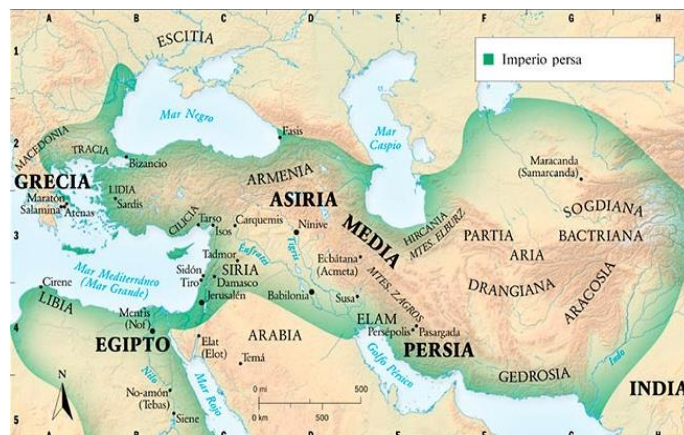 A B C D E F G H
1
ESCITIA
Imperio persa
Mar Negro
Mar
Caspio
2
MACEDONIA
TRACIA
Bizancio
Fasis
Maracanda
(Samarcanda)
GRECIA
Maratón
Salamina
Atenas
LIDIA
Sardis
ARMENIA
ASIRIA
SOGDIANA
CILICIA
Tarso
Isos
Carquemis
Nínive
MEDIA
HIRCANIA
MTES. ELBURZ
PARTIA
BACTRIANA
3
Mar Mediterráneo
(Mar Grande)
Tadmor
SIRIA
Éufrates
Tigris
Ecbátana
(Acmeta)
ARIA
Cirene
Sidón
Tiro
Damasco
MTES. ZAGROS
DRANGIANA
ARACOSIA
LIBIA
Jerusalén
Babilonia
Susa
Menfis
(Nof)
EGIPTO
ARABIA
ELAM
Persépolis
Pasargada
PERSIA
4
Elat
(Elot)
Temá
Golfo Pérsico
GEDROSIA
Indo
INDIA
N
Nilo
No-amón
(Tebas)
Mar Rojo
0 mi 500
0 km 500
Siene
5
A B C D E F G H